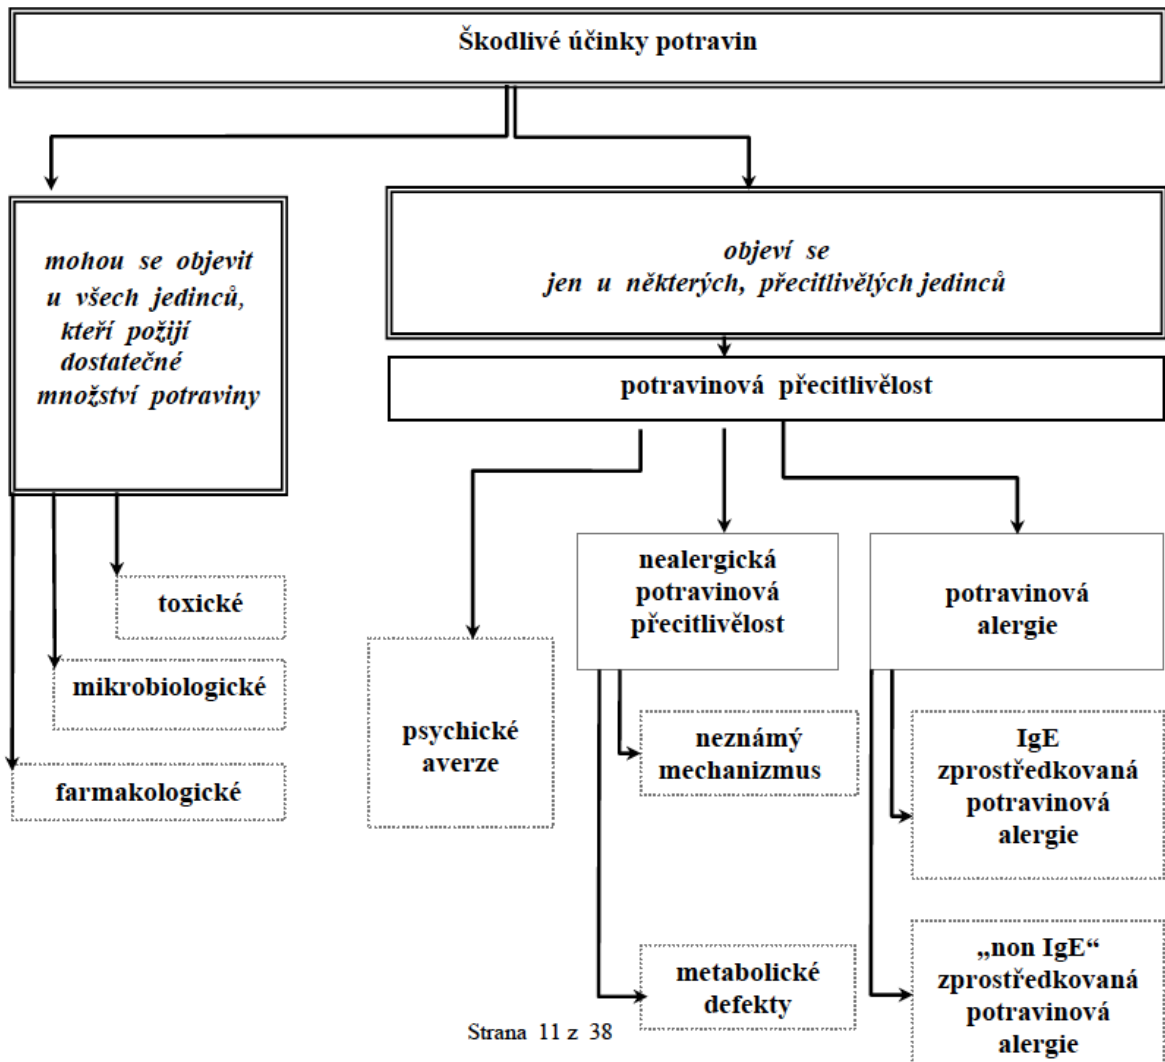 Škodlivé účinky potravin
mohou se objevit
u všech jedinců,
kteří požijí
dostatečné
množství potraviny
objeví se
jen u některých, přecitlivělých jedinců
potravinová přecitlivělost
toxické
mikrobiologické
farmakologické
psychické
averze
nealergická
potravinová
přecitlivělost
neznámý
mechanizmus
metabolické
defekty
potravinová
alergie
IgE
zprostředkovaná
potravinová
alergie
„non IgE“
zprostředkovaná
potravinová
alergie
Strana 11 z 38